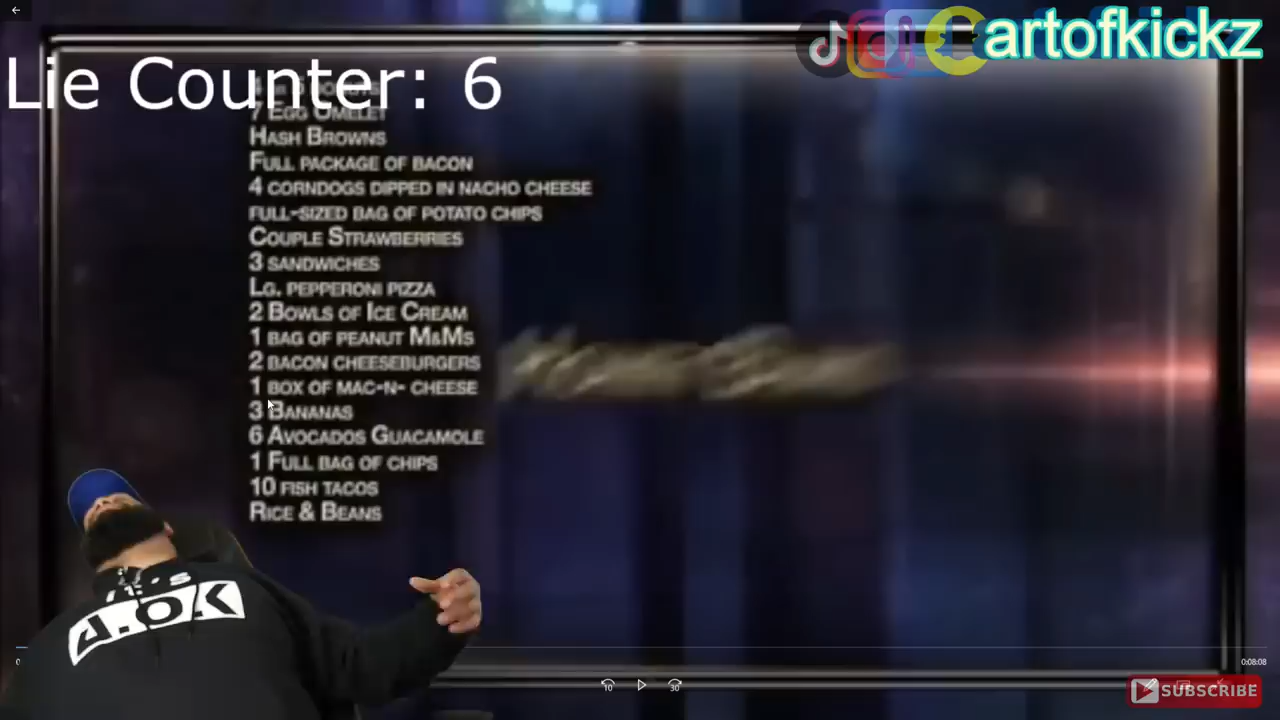 artofkickz
Lie Counter: 6
7 Egg Omelet
Hash Browns
Full package of bacon
4 corndogs dipped in nacho cheese
full-sized bag of potato chips
Couple Strawberries
3 sandwiches
Lg. pepperoni pizza
2 Bowls of Ice Cream
1 bag of peanut M&Ms
2 bacon cheeseburgers
1 box of mac-n- cheese
3 Bananas
6 Avocados Guacamole
1 Full bag of chips
10 fish tacos
Rice & Beans
IT'S
A.OK
0:08:08
10
30
SUBSCRIBE